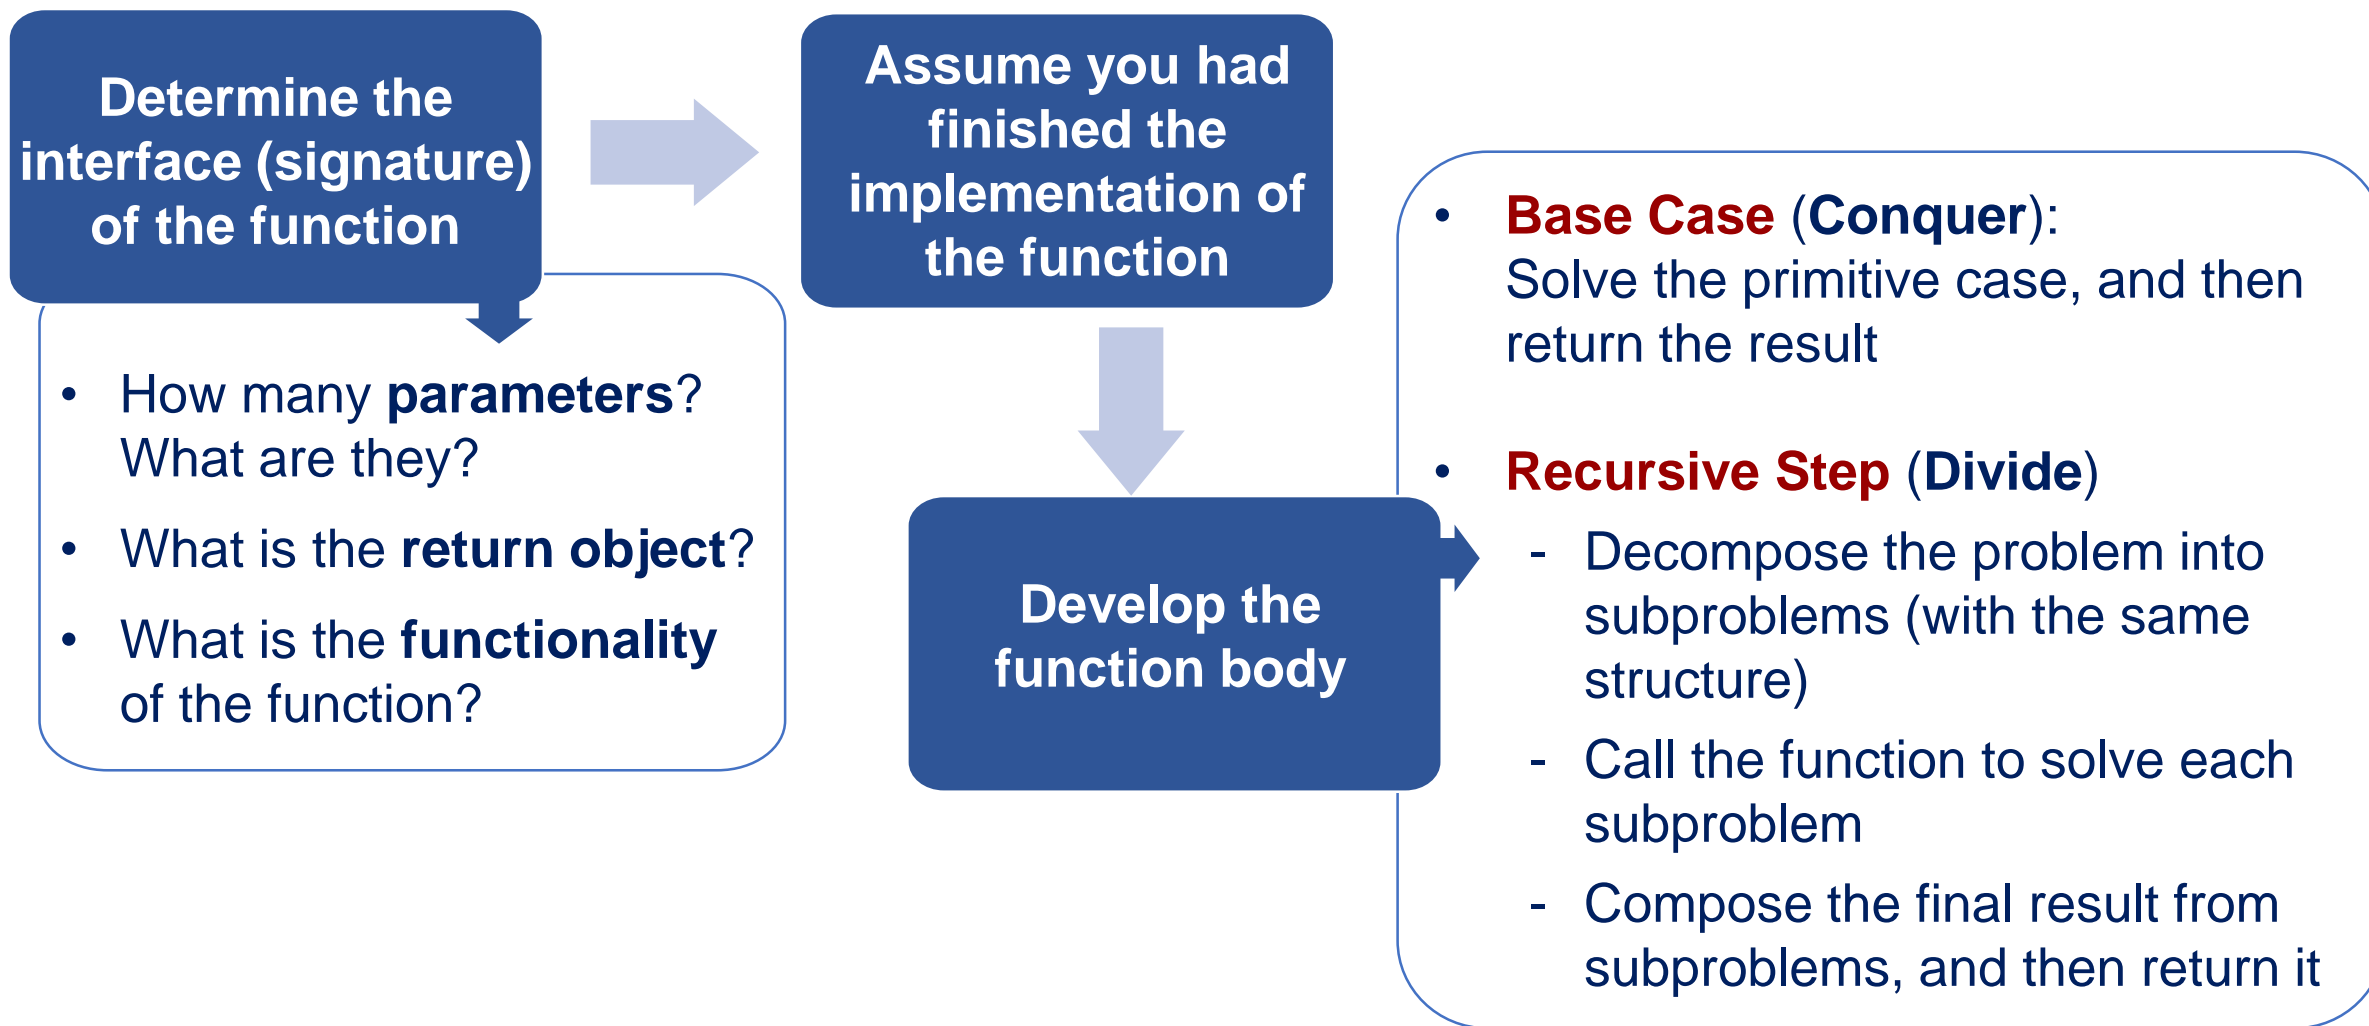 Determine the
interface (signature)
of the function
• How many parameters?
What are they?
• What is the return object?
• What is the functionality
of the function?
Assume you had
finished the
implementation of
the function
Develop the
function body
• Base Case (Conquer):
Solve the primitive case, and then
return the result
• Recursive Step (Divide)
- Decompose the problem into
subproblems (with the same
structure)
- Call the function to solve each
subproblem
- Compose the final result from
subproblems, and then return it